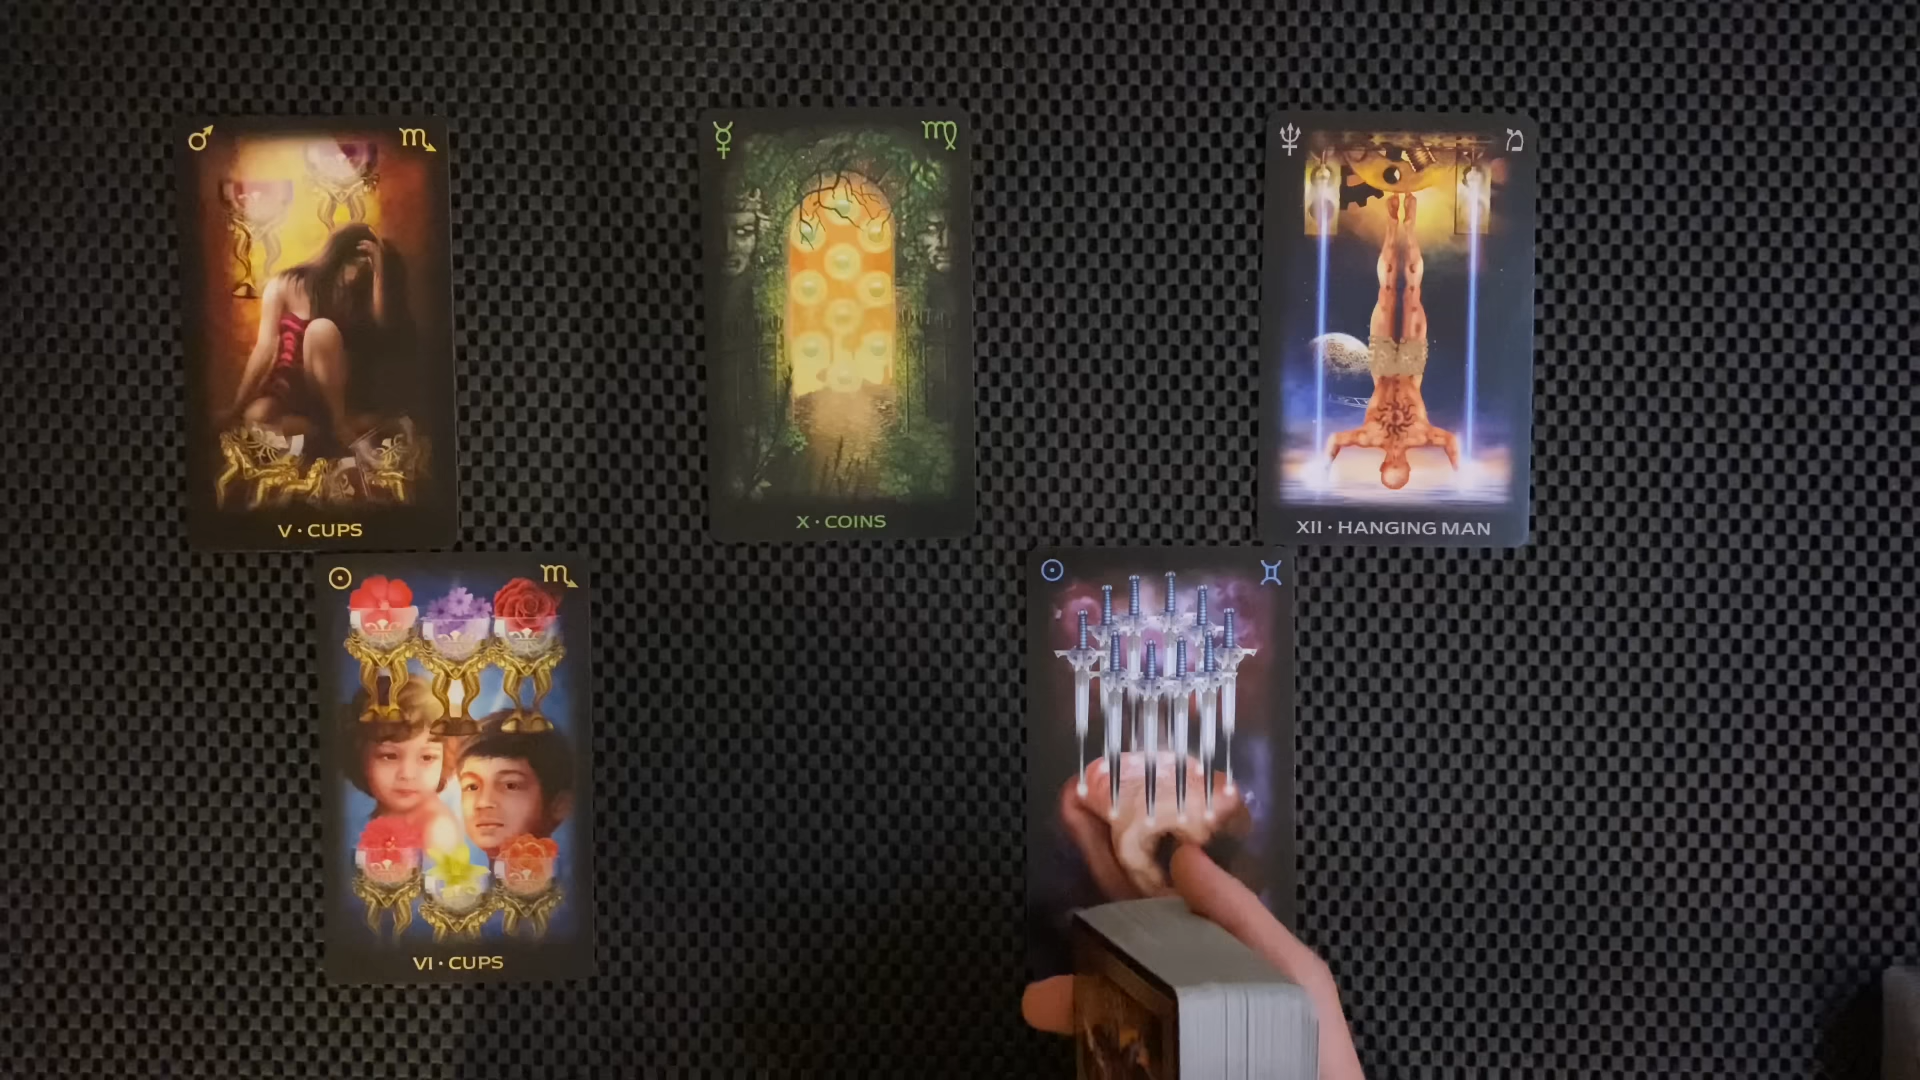 ♂ ♏
V · CUPS
☿ ♍
X · COINS
♆ מ
XII · HANGING MAN
☉ ♏
VI · CUPS
☉ ♊